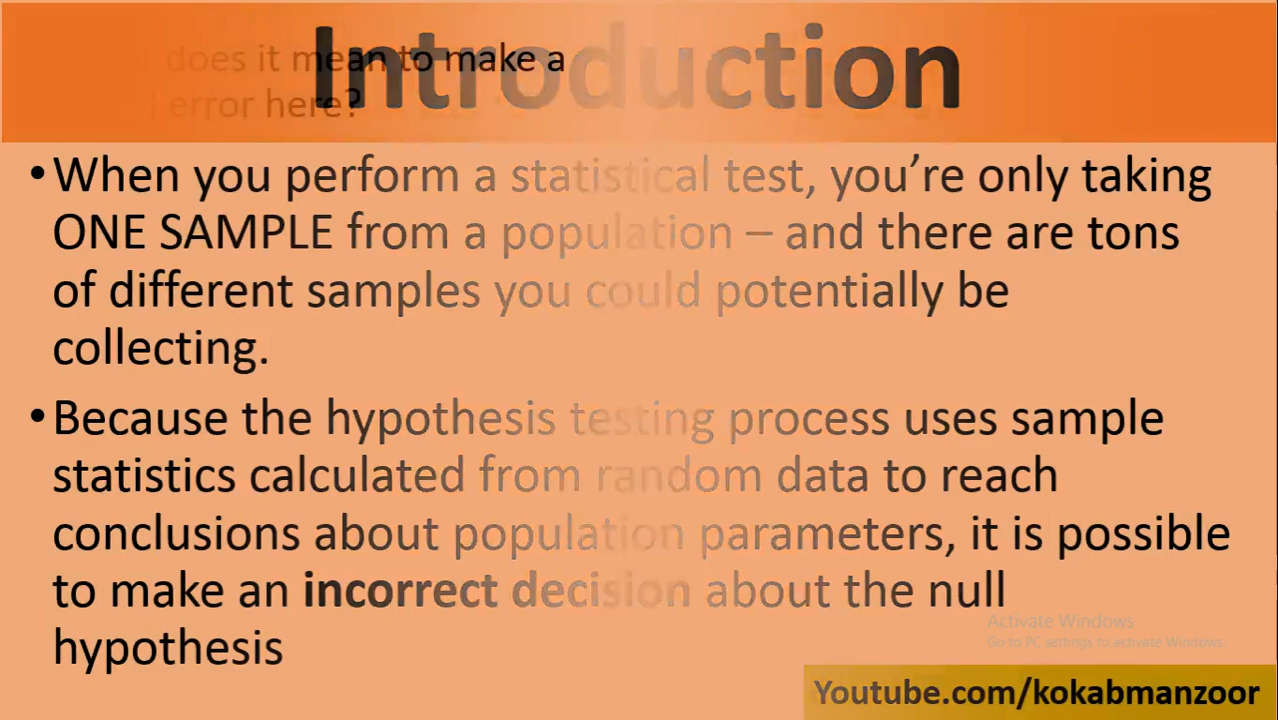 Introduction
does it mean to make a
error here?
•When you perform a statistical test, you’re only taking
ONE SAMPLE from a population – and there are tons
of different samples you could potentially be
collecting.
•Because the hypothesis testing process uses sample
statistics calculated from random data to reach
conclusions about population parameters, it is possible
to make an incorrect decision about the null
hypothesis
Activate Windows
Go to PC settings to activate Windows.
Youtube.com/kokabmanzoor